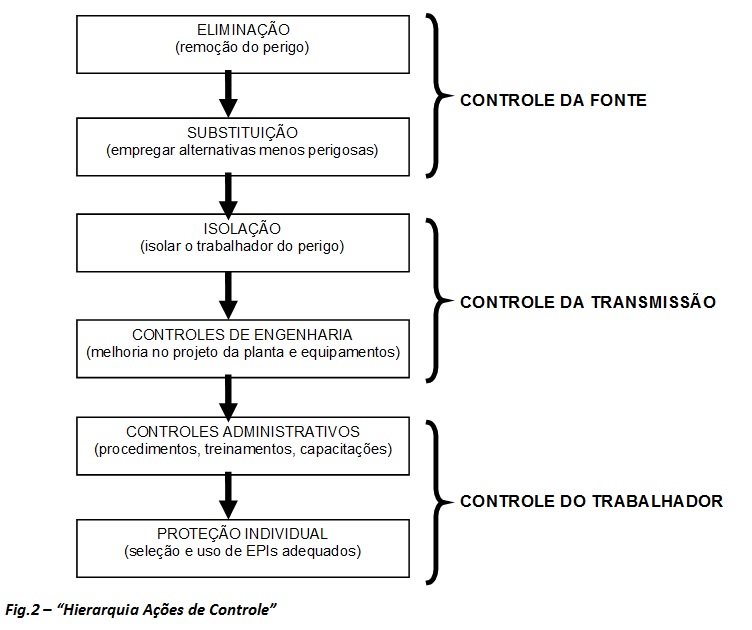 ELIMINAÇÃO
(remoção do perigo)
CONTROLE DA FONTE
SUBSTITUIÇÃO
(empregar alternativas menos perigosas)
ISOLAÇÃO
(isolar o trabalhador do perigo)
CONTROLE DA TRANSMISSÃO
CONTROLES DE ENGENHARIA
(melhoria no projeto da planta e equipamentos)
CONTROLES ADMINISTRATIVOS
(procedimentos, treinamentos, capacitações)
CONTROLE DO TRABALHADOR
PROTEÇÃO INDIVIDUAL
(seleção e uso de EPIs adequados)
Fig.2 – “Hierarquia Ações de Controle”